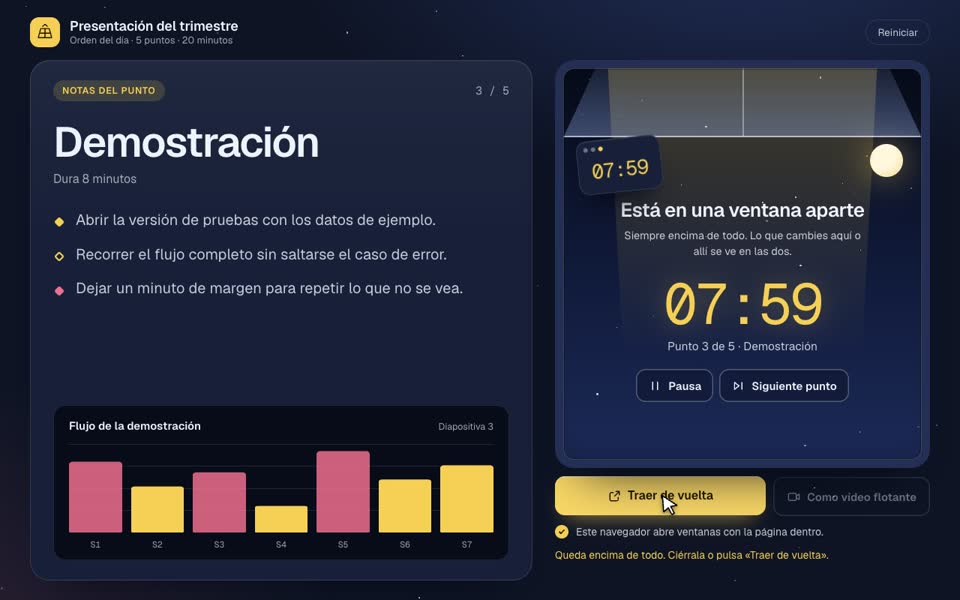 Presentación del trimestre
Orden del día · 5 puntos · 20 minutos
Reiniciar
NOTAS DEL PUNTO
3 / 5
Demostración
Dura 8 minutos
Abrir la versión de pruebas con los datos de ejemplo.
Recorrer el flujo completo sin saltarse el caso de error.
Dejar un minuto de margen para repetir lo que no se vea.
Flujo de la demostración
Diapositiva 3
S1 S2 S3 S4 S5 S6 S7
07:59
Está en una ventana aparte
Siempre encima de todo. Lo que cambies aquí o
allí se ve en las dos.
07:59
Punto 3 de 5 · Demostración
Pausa
Siguiente punto
Traer de vuelta
Como vídeo flotante
Este navegador abre ventanas con la página dentro.
Queda encima de todo. Ciérrala o pulsa «Traer de vuelta».